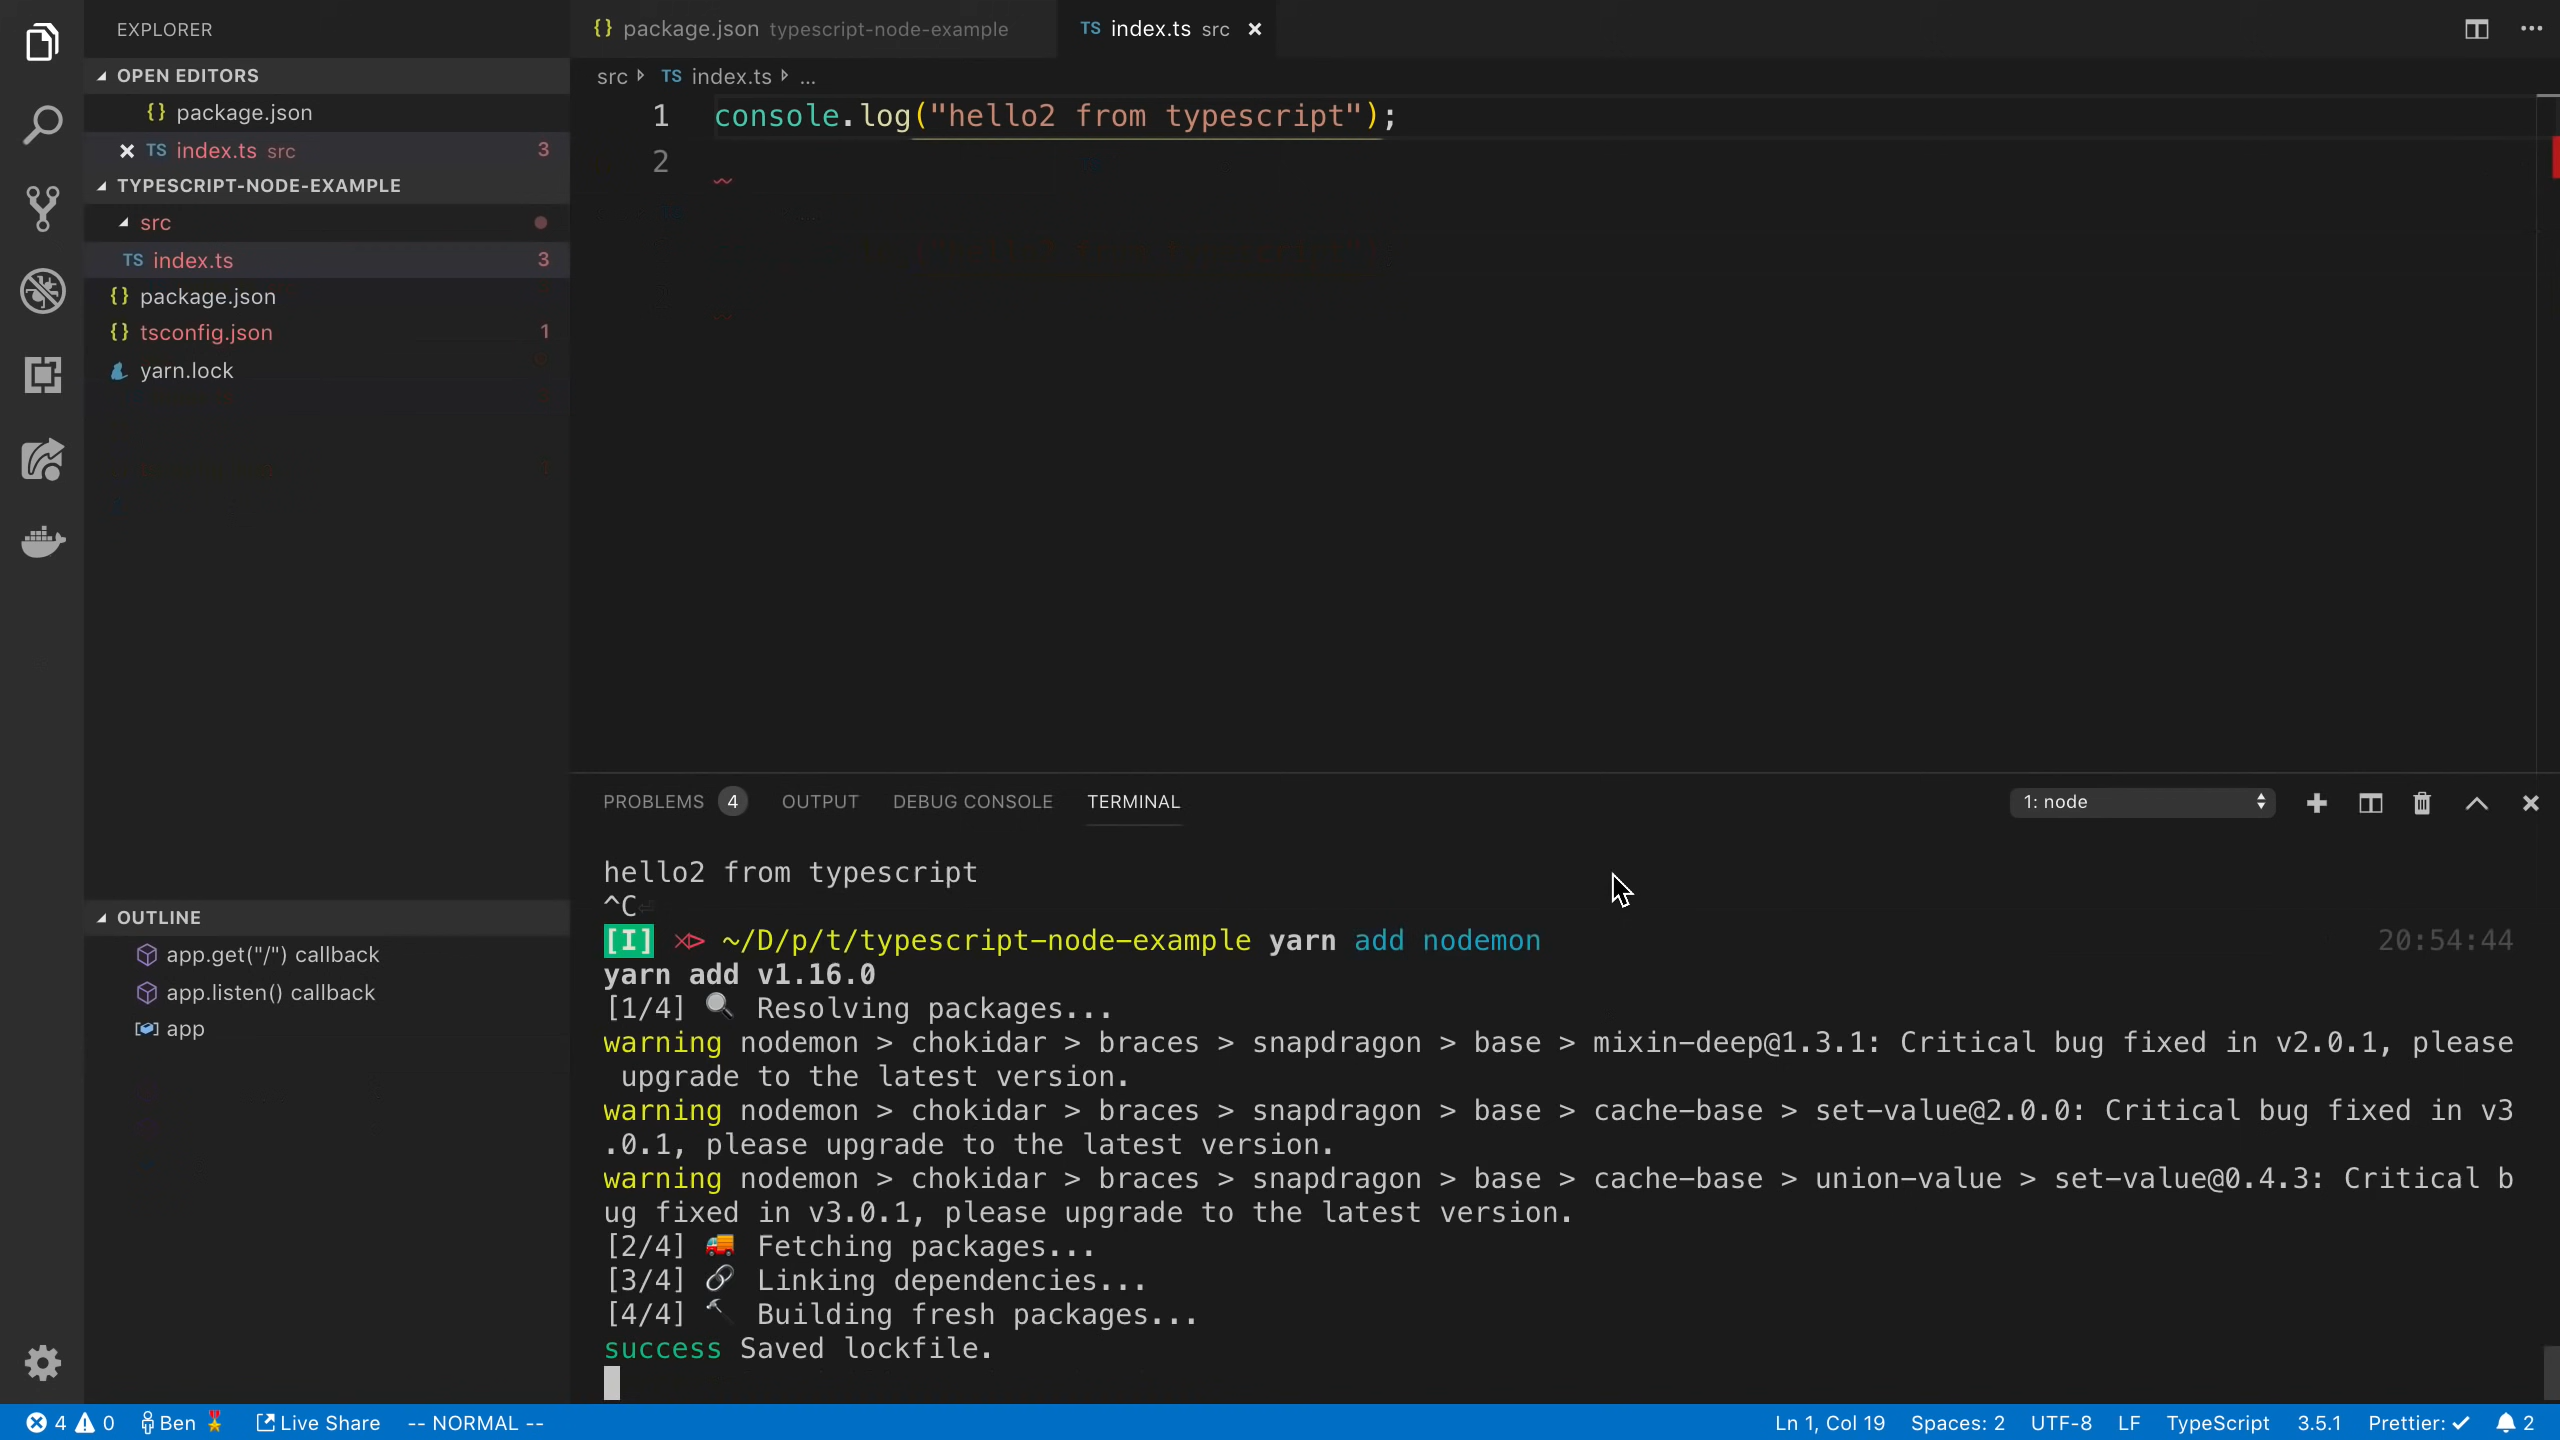 EXPLORER
OPEN EDITORS
{} package.json
TS index.ts src 3
TYPESCRIPT-NODE-EXAMPLE
src
TS index.ts 3
{} package.json
{} tsconfig.json 1
yarn.lock
OUTLINE
app.get("/") callback
app.listen() callback
app
{} package.json typescript-node-example
TS index.ts src
src TS index.ts ...
1 console.log("hello2 from typescript");
2
PROBLEMS 4 OUTPUT DEBUG CONSOLE TERMINAL 1: node
hello2 from typescript
^C
[I] ~/D/p/t/typescript-node-example yarn add nodemon 20:54:44
yarn add v1.16.0
[1/4] 🔍 Resolving packages...
warning nodemon > chokidar > braces > snapdragon > base > mixin-deep@1.3.1: Critical bug fixed in v2.0.1, please
upgrade to the latest version.
warning nodemon > chokidar > braces > snapdragon > base > cache-base > set-value@2.0.0: Critical bug fixed in v3
.0.1, please upgrade to the latest version.
warning nodemon > chokidar > braces > snapdragon > base > cache-base > union-value > set-value@0.4.3: Critical b
ug fixed in v3.0.1, please upgrade to the latest version.
[2/4] 🚚 Fetching packages...
[3/4] 🔗 Linking dependencies...
[4/4] 🔨 Building fresh packages...
success Saved lockfile.
4 0 Ben Live Share -- NORMAL -- Ln 1, Col 19 Spaces: 2 UTF-8 LF TypeScript 3.5.1 Prettier: ✓ 2